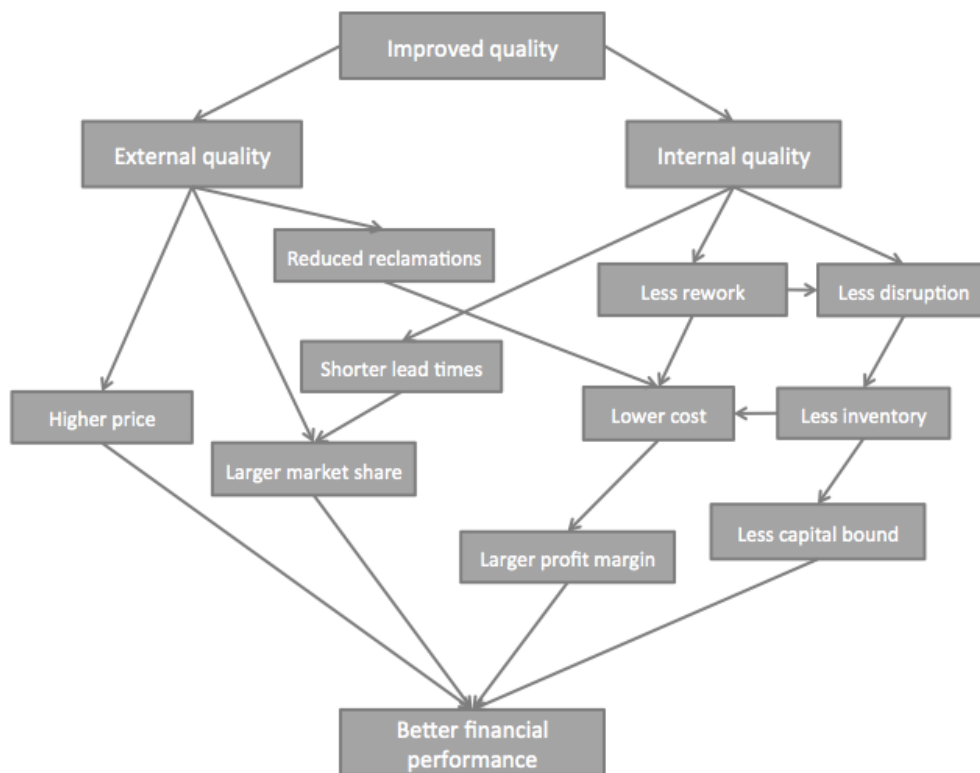 Improved quality
External quality
Internal quality
Reduced reclamations
Less rework
Less disruption
Shorter lead times
Higher price
Lower cost
Less inventory
Larger market share
Less capital bound
Larger profit margin
Better financial
performance